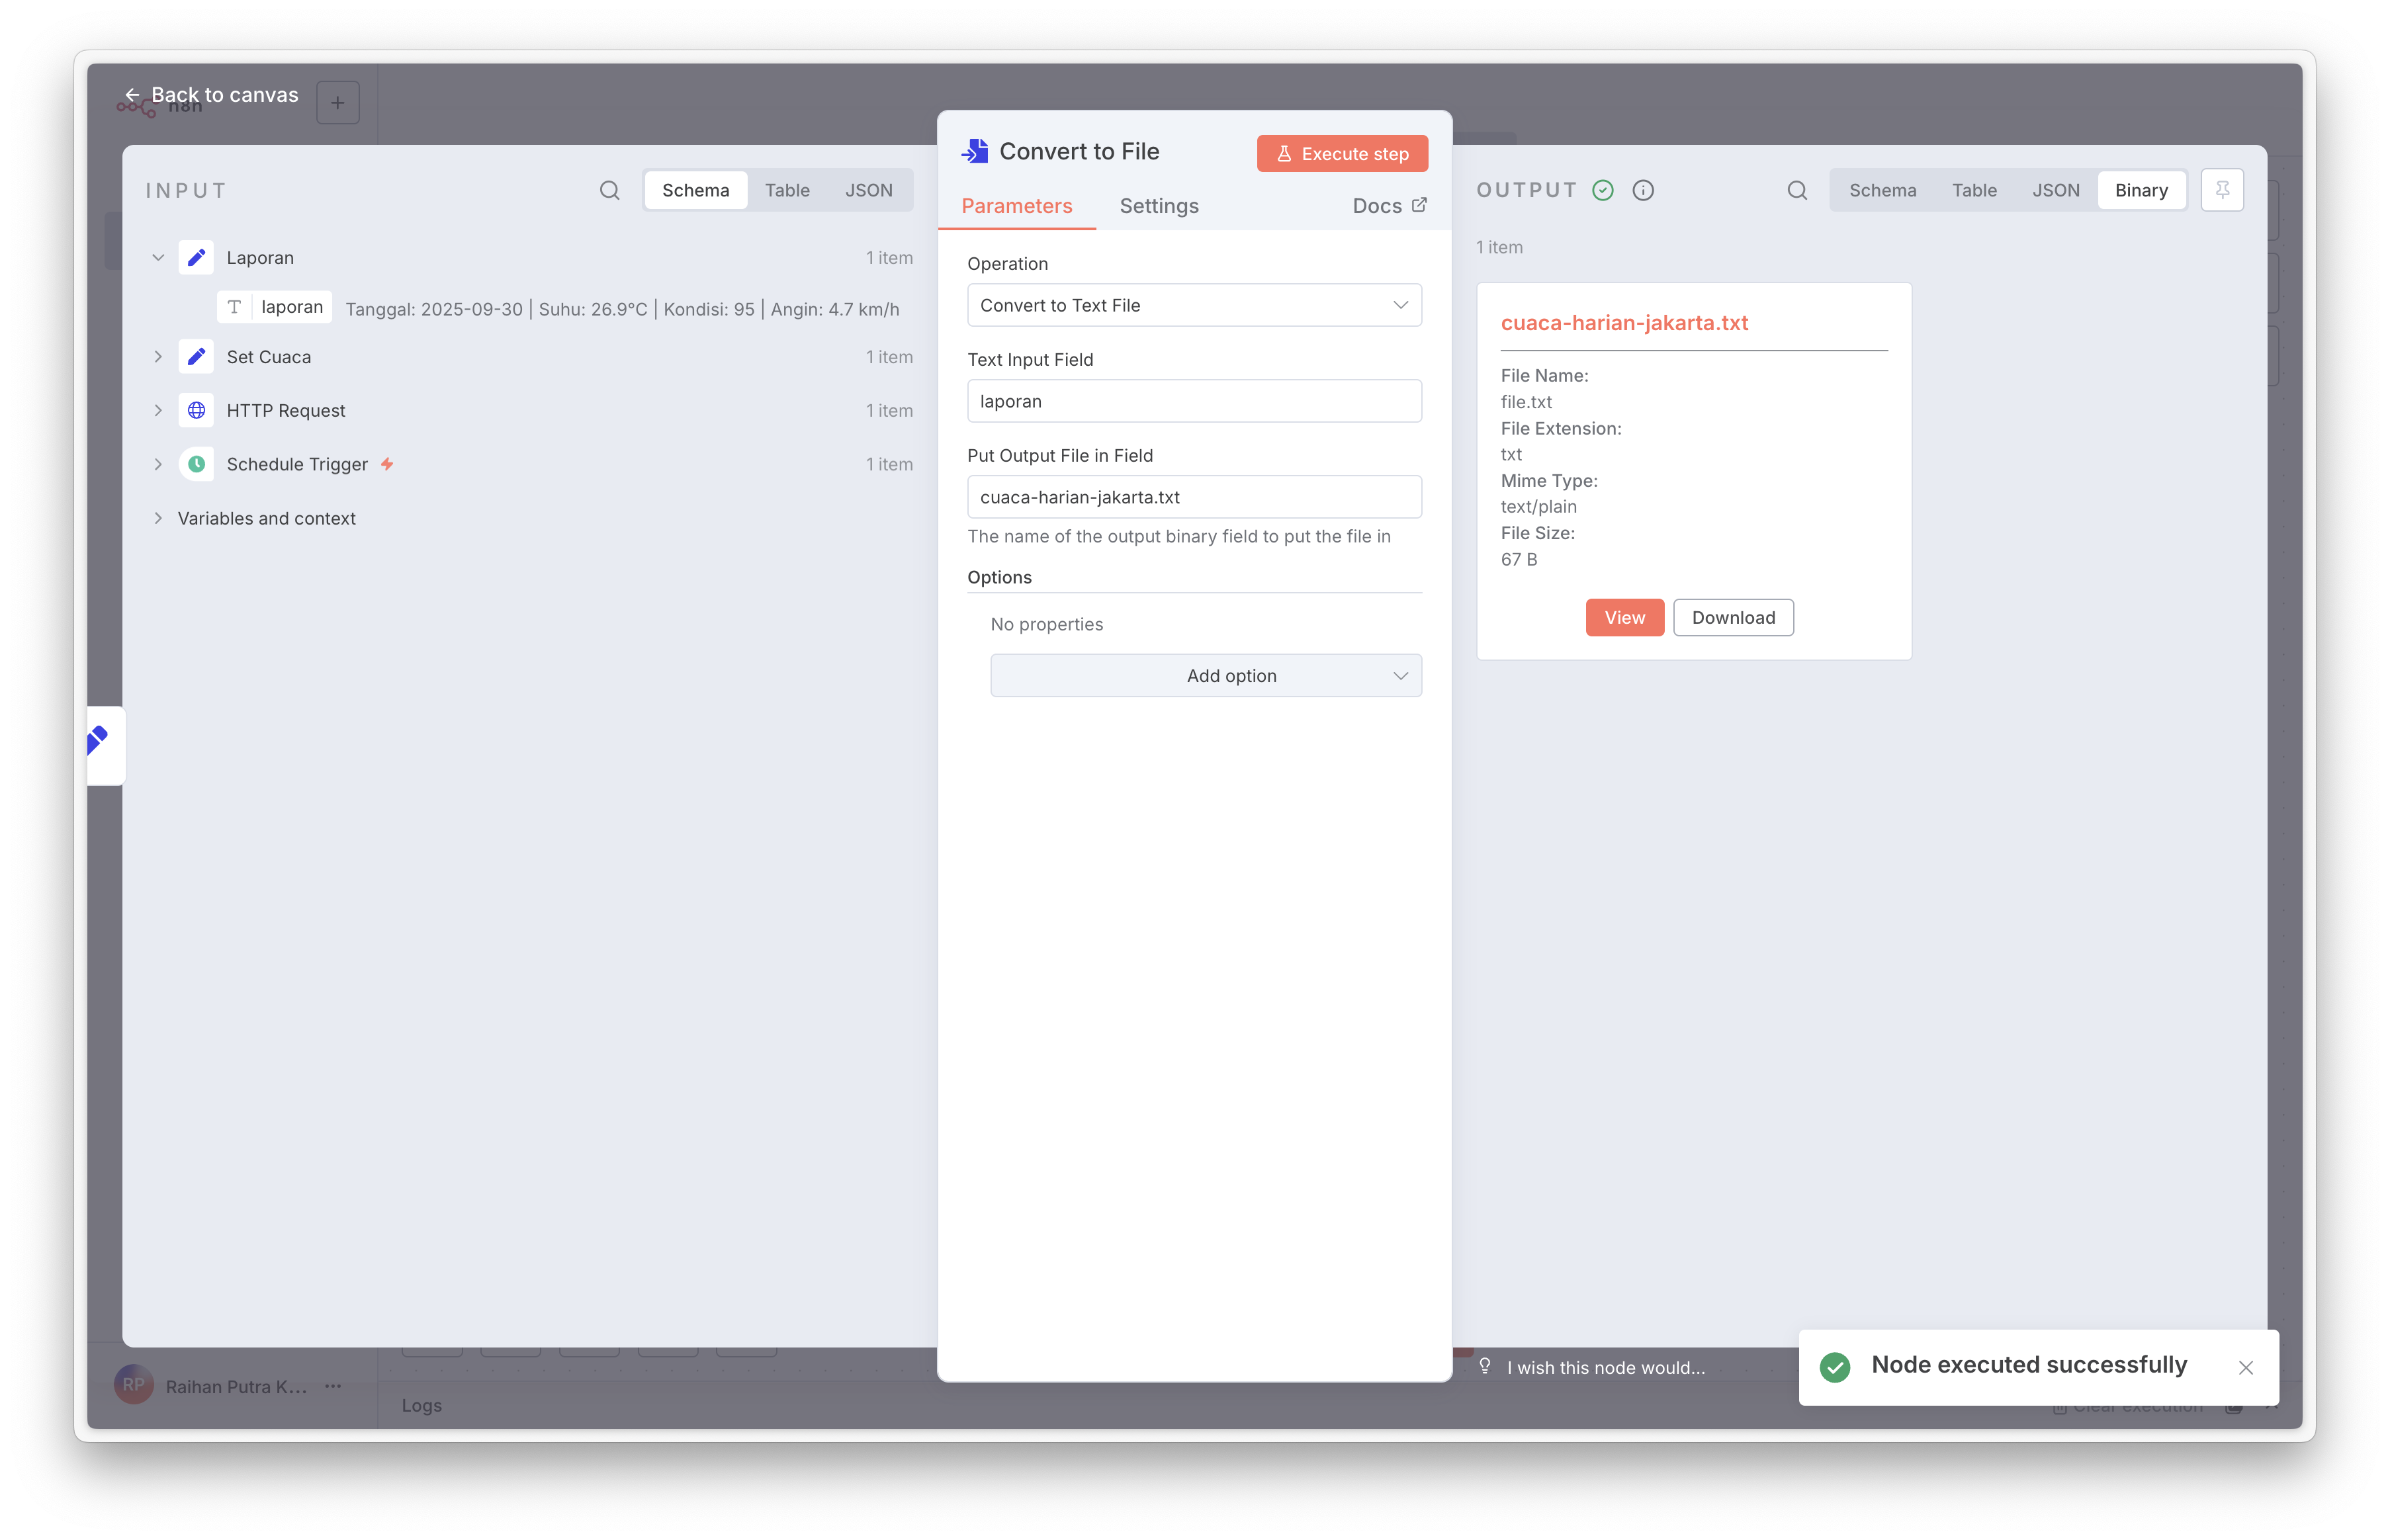 Back to canvas
n8n
INPUT
Schema
Table
JSON
Laporan
1 item
T
laporan
Tanggal: 2025-09-30 | Suhu: 26.9°C | Kondisi: 95 | Angin: 4.7 km/h
Set Cuaca
1 item
HTTP Request
1 item
Schedule Trigger
1 item
Variables and context
Convert to File
Execute step
Parameters
Settings
Docs
Operation
Convert to Text File
Text Input Field
laporan
Put Output File in Field
cuaca-harian-jakarta.txt
The name of the output binary field to put the file in
Options
No properties
Add option
OUTPUT
Schema
Table
JSON
Binary
1 item
cuaca-harian-jakarta.txt
File Name:
file.txt
File Extension:
txt
Mime Type:
text/plain
File Size:
67 B
View
Download
I wish this node would...
Node executed successfully
RP
Raihan Putra K...
Logs
Clear execution